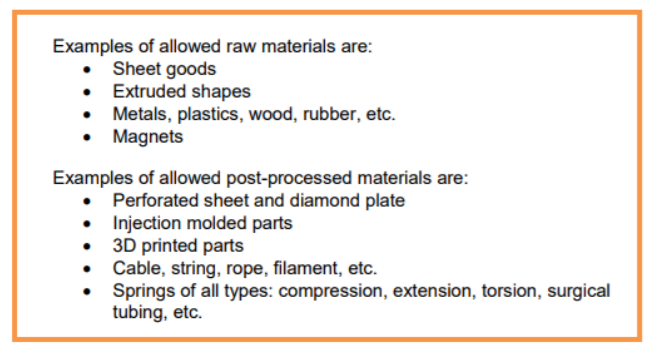 Examples of allowed raw materials are:
• Sheet goods
• Extruded shapes
• Metals, plastics, wood, rubber, etc.
• Magnets
Examples of allowed post-processed materials are:
• Perforated sheet and diamond plate
• Injection molded parts
• 3D printed parts
• Cable, string, rope, filament, etc.
• Springs of all types: compression, extension, torsion, surgical
tubing, etc.